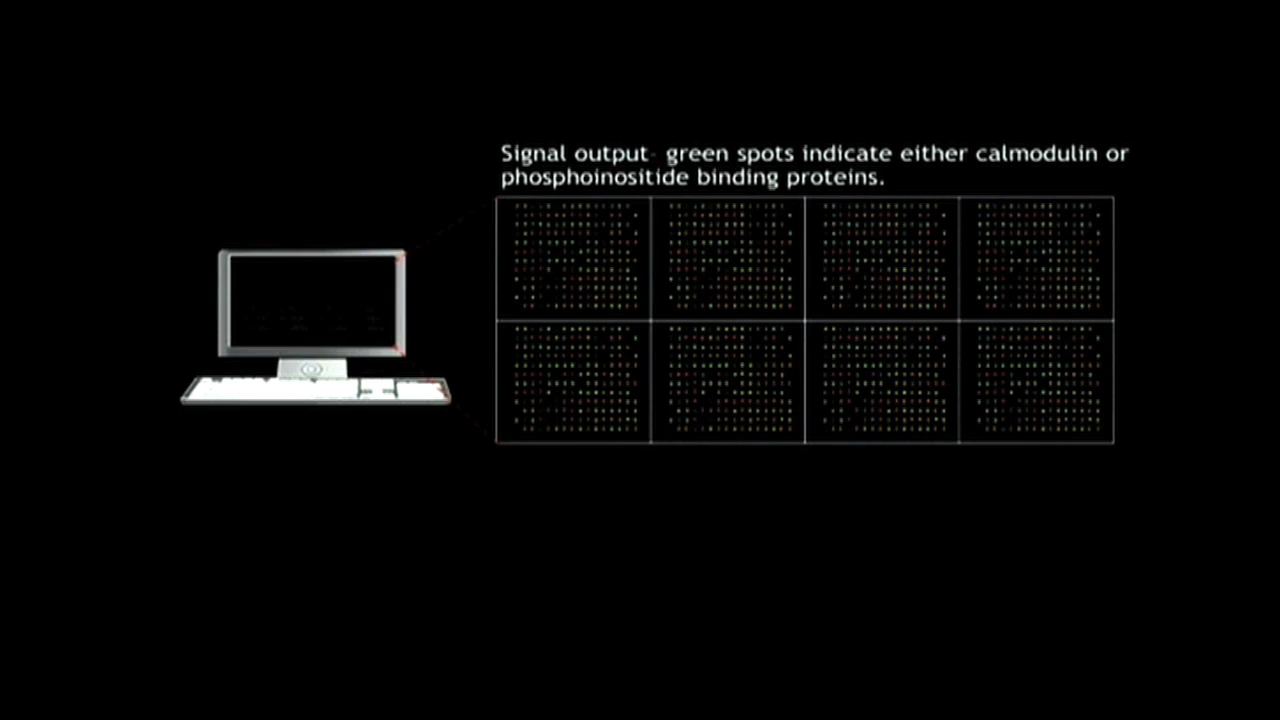 Signal output- green spots indicate either calmodulin or
phosphoinositide binding proteins.